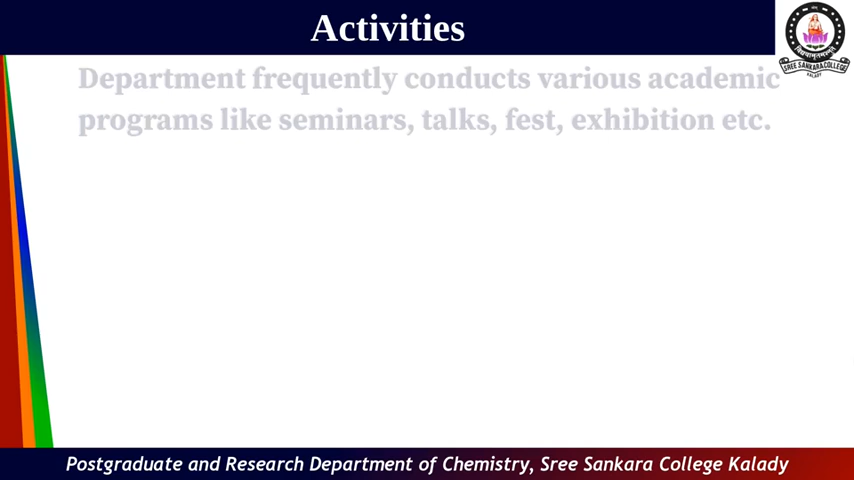 Activities
Department frequently conducts various academic
programs like seminars, talks, fest, exhibition etc.
SREE SANKARA COLLEGE
KALADY
Postgraduate and Research Department of Chemistry, Sree Sankara College Kalady